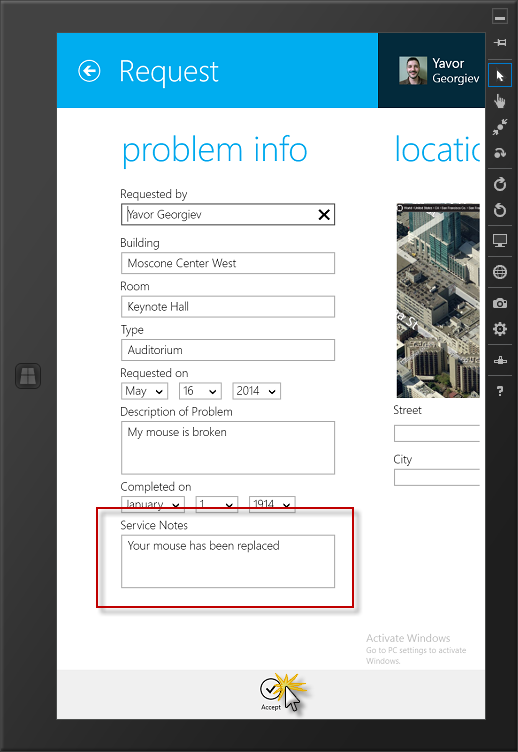 Request
Yavor
Georgiev
problem info
Requested by
Yavor Georgiev
Building
Moscone Center West
Room
Keynote Hall
Type
Auditorium
Requested on
May 16 2014
Description of Problem
My mouse is broken
Completed on
January 1 1914
Service Notes
Your mouse has been replaced
locatio
Street
City
Activate Windows
Go to PC settings to activate
Windows.
Accept
?